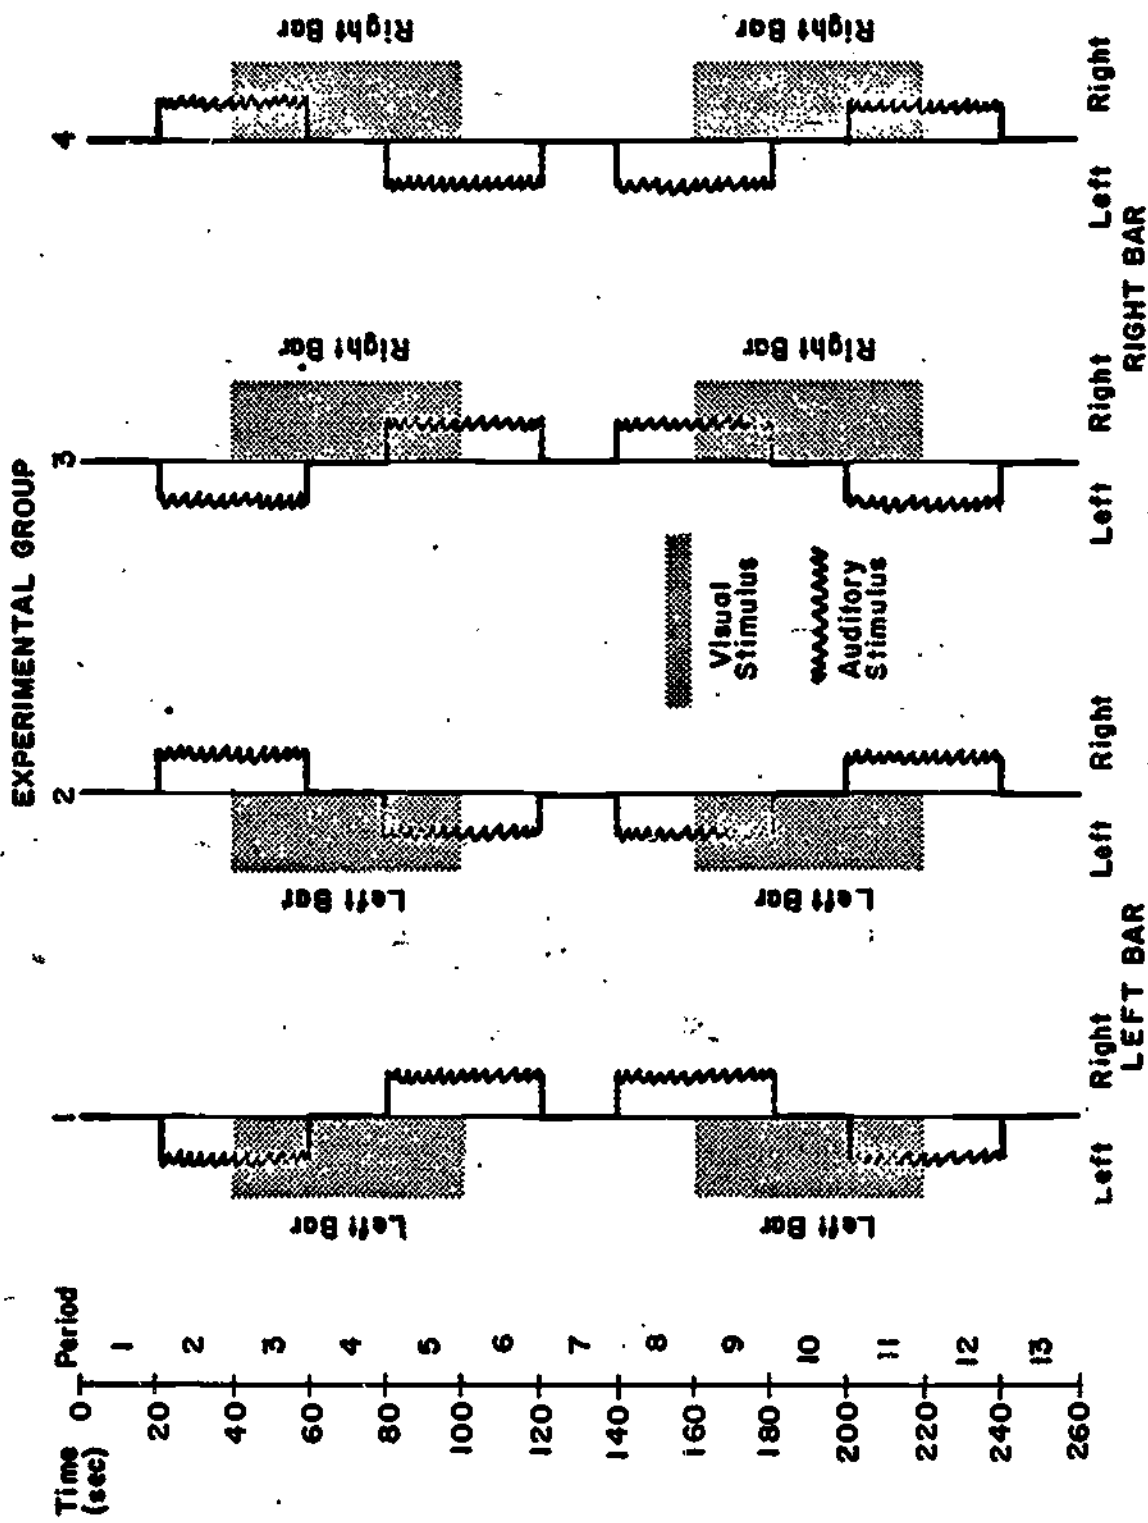 EXPERIMENTAL GROUP
Time
(sec)
Period
1
2
3
4
0
20
40
60
80
100
120
140
160
180
200
220
240
260
1
2
3
4
5
6
7
8
9
10
11
12
13
Left Bar
Left Bar
Left Bar
Left Bar
Right Bar
Right Bar
Right Bar
Right Bar
Visual
Stimulus
Auditory
Stimulus
Left
Right
Left
Right
Left
Right
Left
Right
LEFT BAR
RIGHT BAR